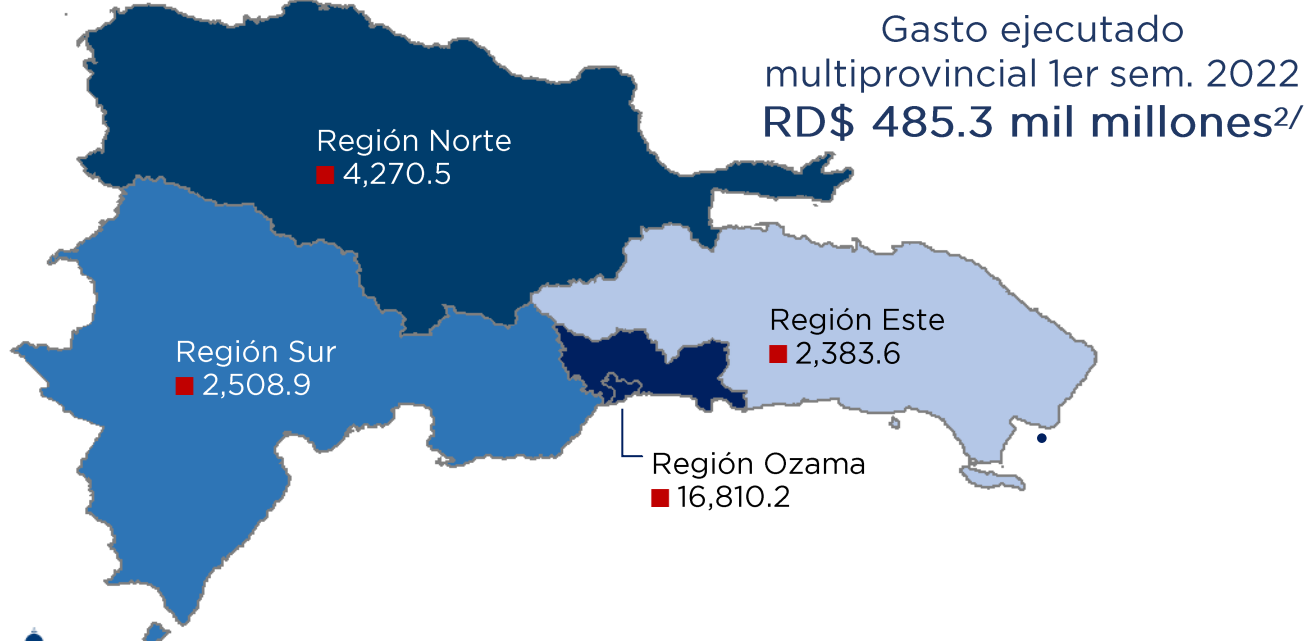 Gasto ejecutado
multiprovincial 1er sem. 2022
RD$ 485.3 mil millones²/
Región Norte
4,270.5
Región Este
2,383.6
Región Sur
2,508.9
Región Ozama
16,810.2